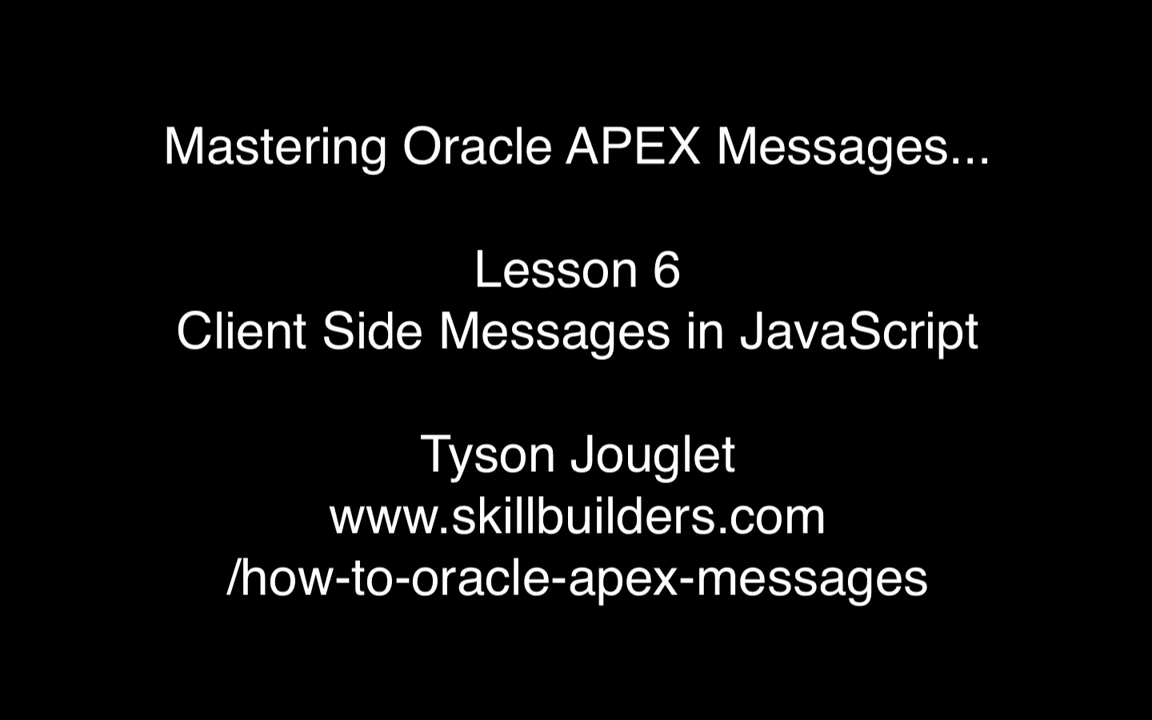 Mastering Oracle APEX Messages...
Lesson 6
Client Side Messages in JavaScript
Tyson Jouglet
www.skillbuilders.com
/how-to-oracle-apex-messages